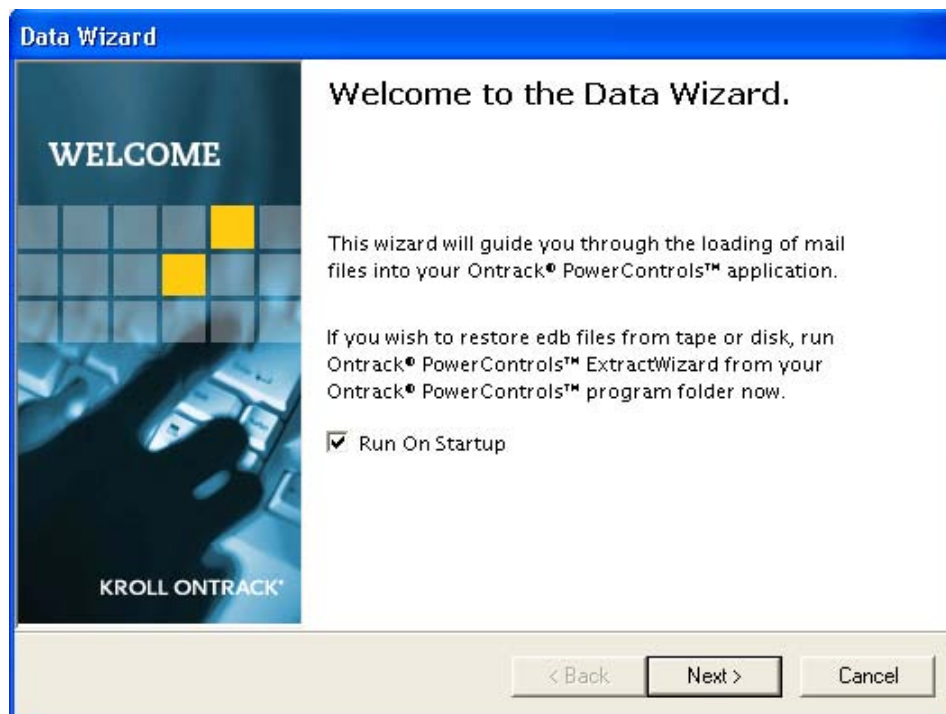 Data Wizard
WELCOME
KROLL ONTRACK®
Welcome to the Data Wizard.
This wizard will guide you through the loading of mail
files into your Ontrack® PowerControls™ application.
If you wish to restore edb files from tape or disk, run
Ontrack® PowerControls™ ExtractWizard from your
Ontrack® PowerControls™ program folder now.
Run On Startup
< Back
Next >
Cancel